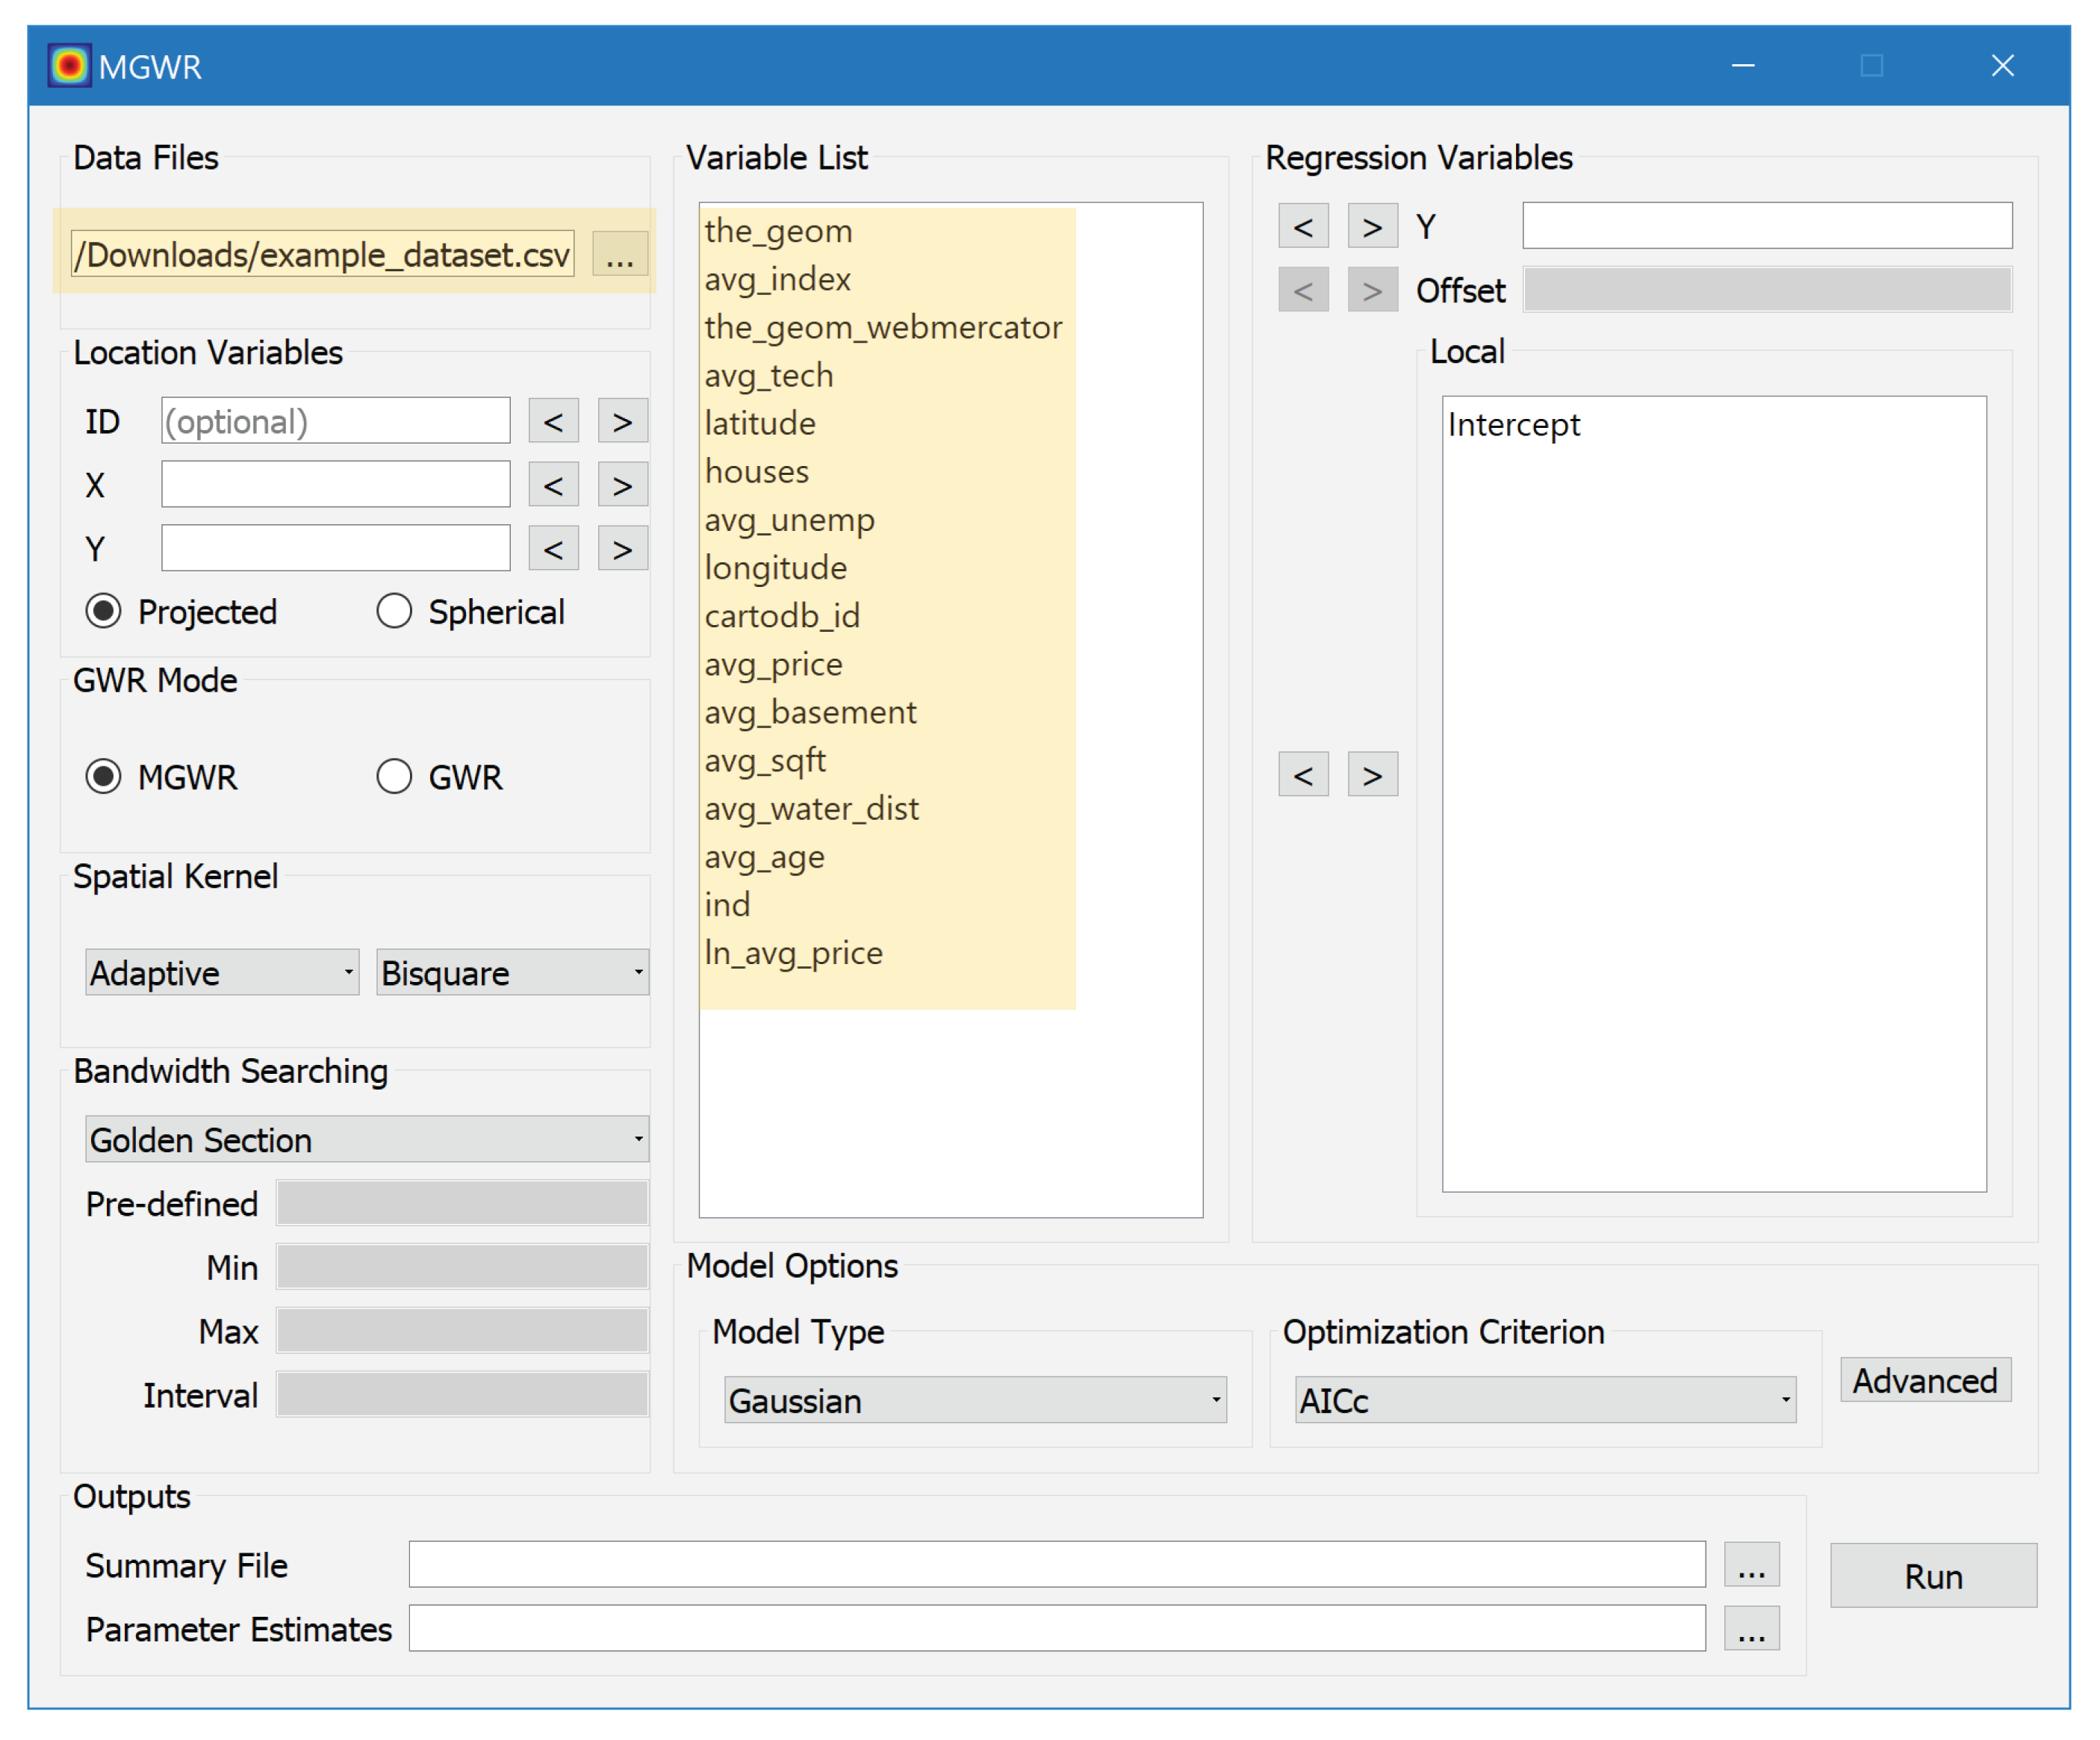 MGWR
Data Files
/Downloads/example_dataset.csv ...
Location Variables
ID (optional) < >
X < >
Y < >
Projected Spherical
GWR Mode
MGWR GWR
Spatial Kernel
Adaptive Bisquare
Bandwidth Searching
Golden Section
Pre-defined
Min
Max
Interval
Variable List
the_geom
avg_index
the_geom_webmercator
avg_tech
latitude
houses
avg_unemp
longitude
cartodb_id
avg_price
avg_basement
avg_sqft
avg_water_dist
avg_age
ind
ln_avg_price
Regression Variables
< > Y
< > Offset
Local
Intercept
< >
Model Options
Model Type
Gaussian
Optimization Criterion
AICc
Advanced
Outputs
Summary File ...
Parameter Estimates ...
Run